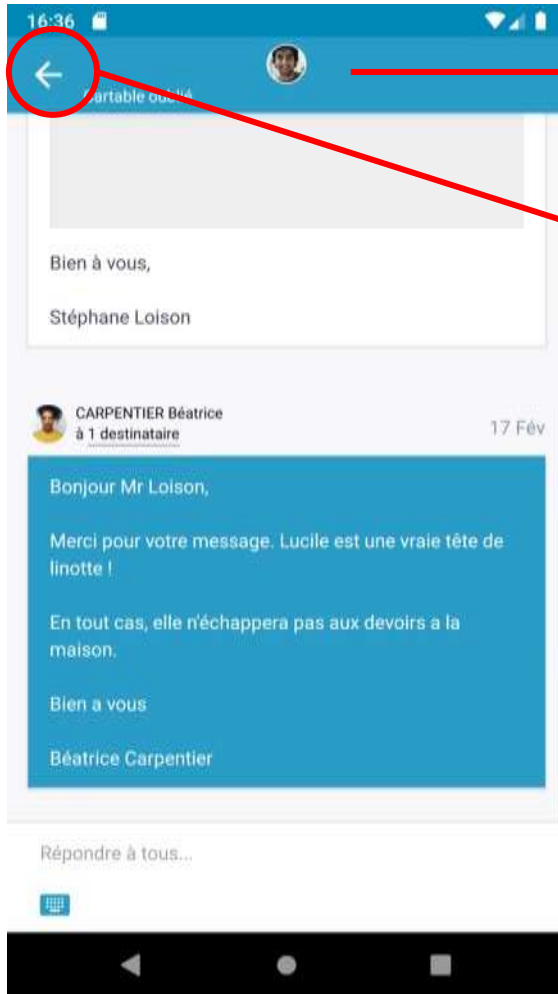 16:36
Cartable oublié
Bien à vous,
Stéphane Loison
CARPENTIER Béatrice
à 1 destinataire
17 Fév
Bonjour Mr Loison,
Merci pour votre message. Lucile est une vraie tête de
linotte !
En tout cas, elle n'échappera pas aux devoirs a la
maison.
Bien a vous
Béatrice Carpentier
Répondre à tous...